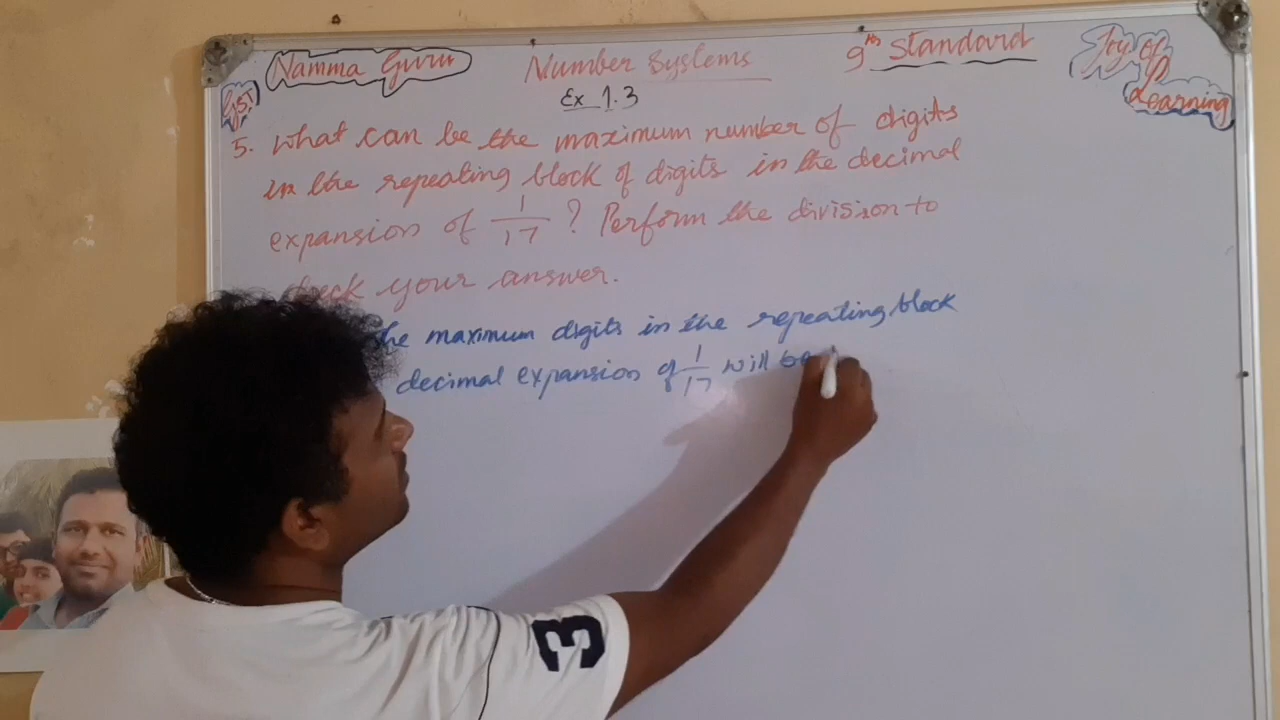 Namma Guru
Number Systems
9th Standard
Joy Of
Learning
Ex 1.3
5. What can be the maximum number of digits
in the repeating block of digits in the decimal
expansion of 1/17 ? Perform the division to
your answer.
the maximum digits in the repeating block
decimal expansion of 1/17 will be
3